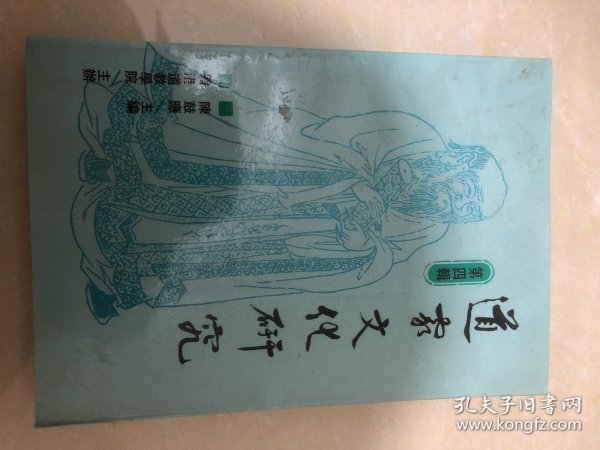 道家文化研究
第四輯
陳鼓應/主編
香港道教學院/主辦
孔夫子旧书网
www.kongfz.com